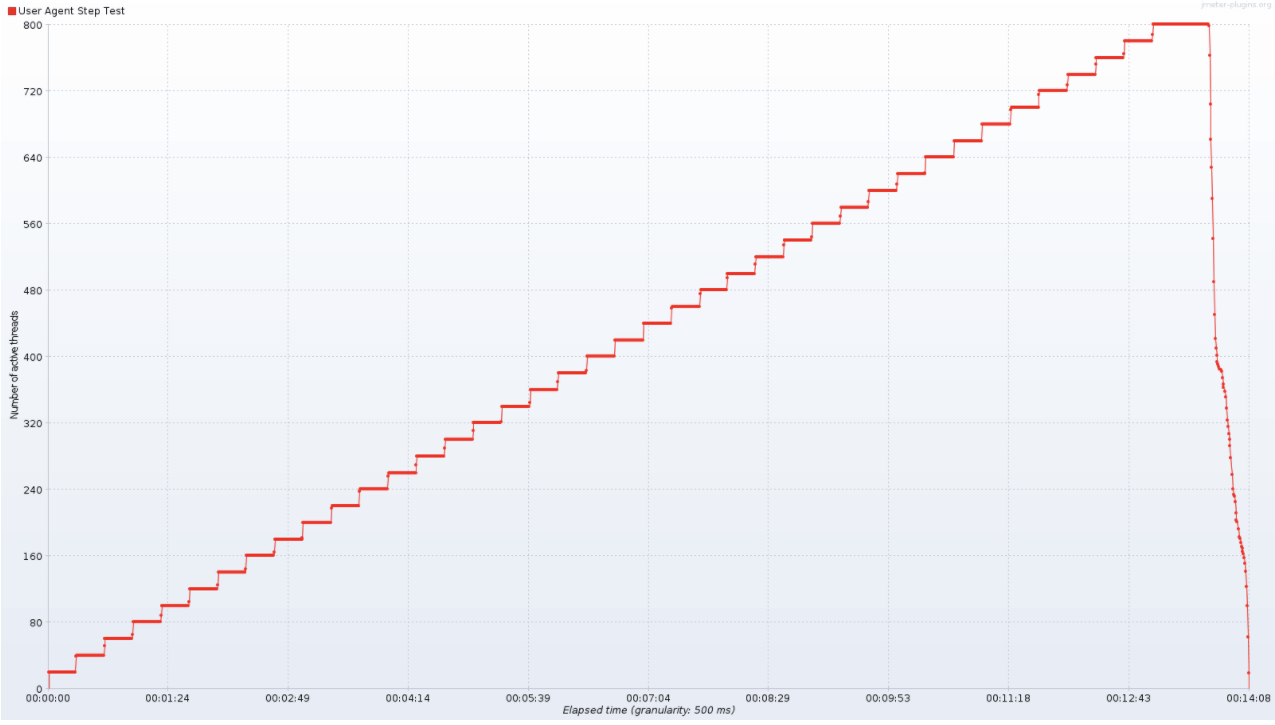 jmeter-plugins.org
User Agent Step Test
800
720
640
560
480
400
320
240
160
80
0
Number of active threads
00:00:00 00:01:24 00:02:49 00:04:14 00:05:39 00:07:04 00:08:29 00:09:53 00:11:18 00:12:43 00:14:08
Elapsed time (granularity: 500 ms)